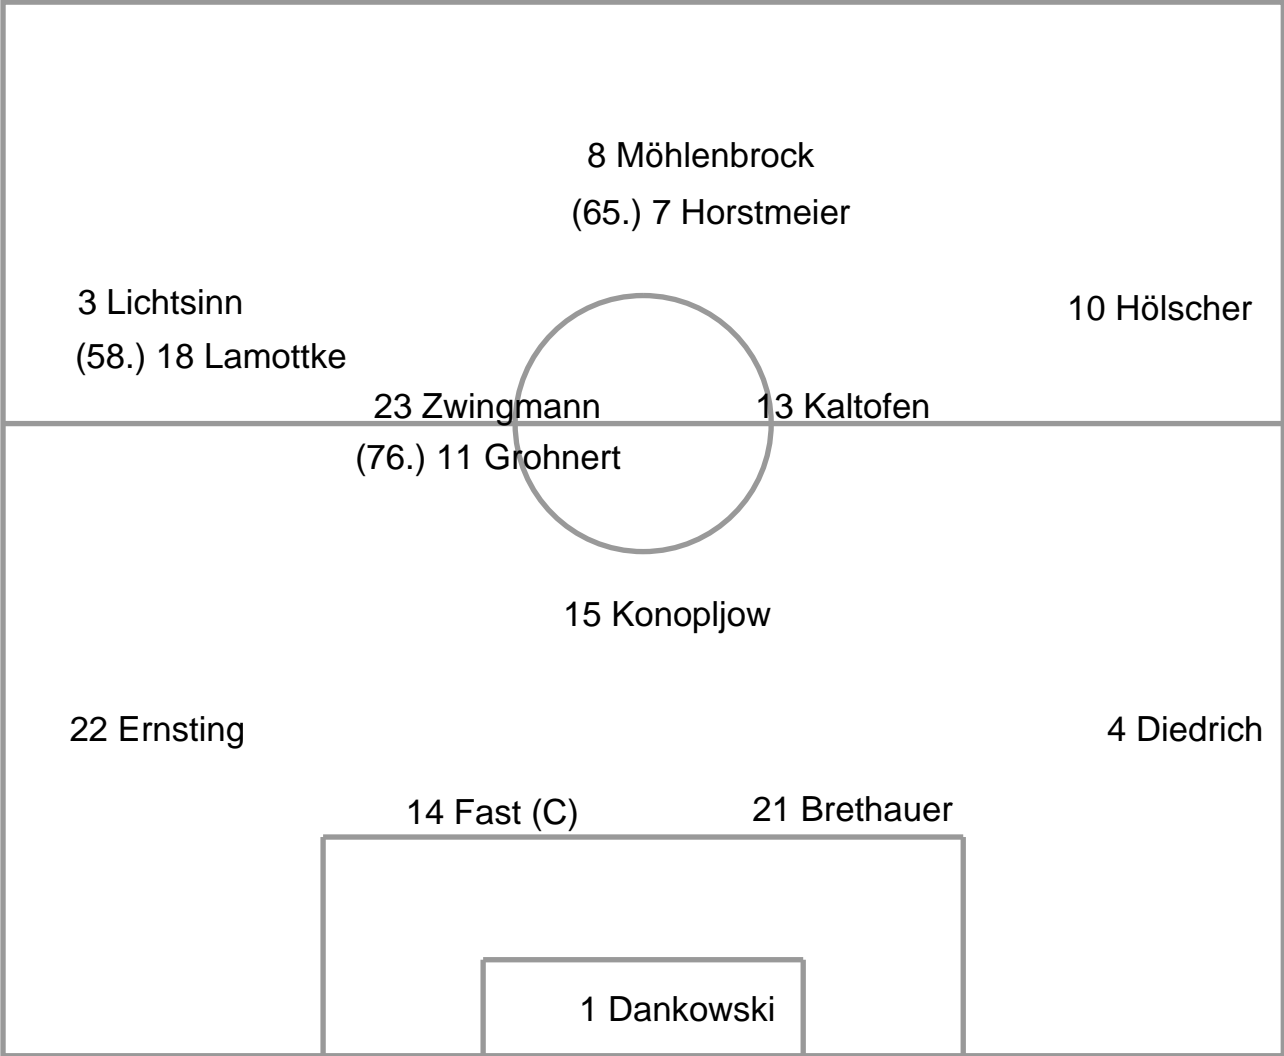 8 Möhlenbrock
(65.) 7 Horstmeier
3 Lichtsinn
10 Hölscher
(58.) 18 Lamottke
23 Zwingmann
13 Kaltofen
(76.) 11 Grohnert
15 Konopljow
22 Ernsting
4 Diedrich
14 Fast (C)
21 Brethauer
1 Dankowski